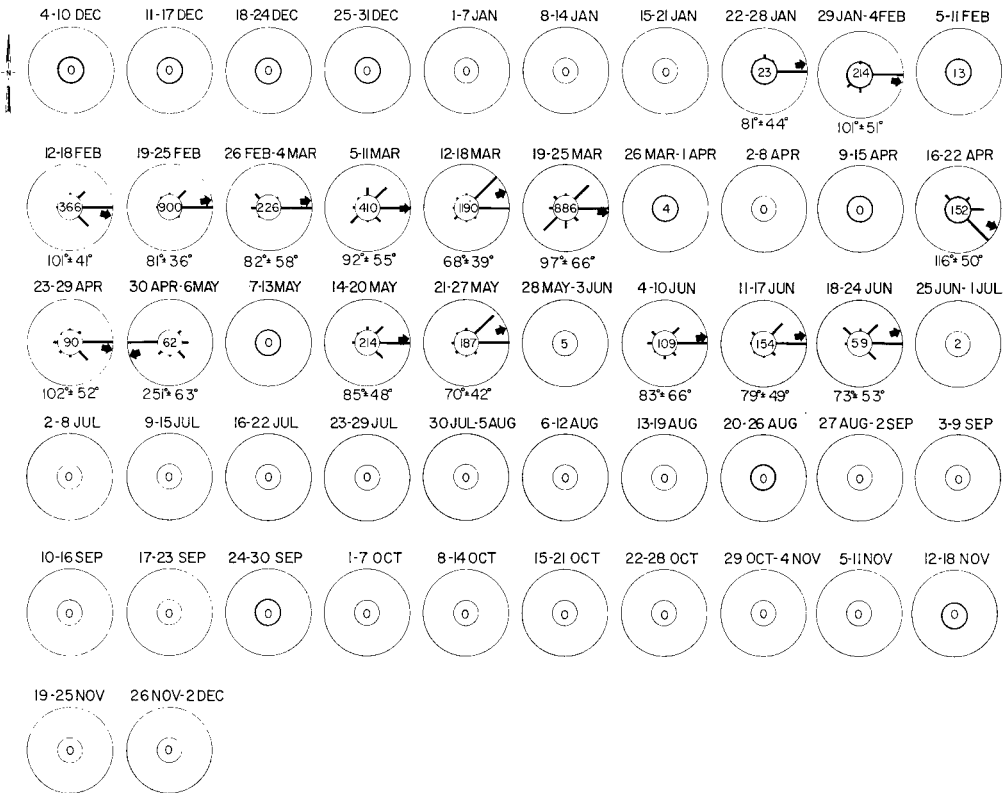 4-10 DEC 11-17 DEC 18-24 DEC 25-31 DEC 1-7 JAN 8-14 JAN 15-21 JAN 22-28 JAN 29 JAN-4 FEB 5-11 FEB
N
0 0 0 0 0 0 0 23 214 13
81°±44° 101°±51°
12-18 FEB 19-25 FEB 26 FEB-4 MAR 5-11 MAR 12-18 MAR 19-25 MAR 26 MAR-1 APR 2-8 APR 9-15 APR 16-22 APR
366 900 226 410 1190 886 4 0 0 152
101°±41° 81°±36° 82°±58° 92°±55° 68°±39° 97°±66° 116°±50°
23-29 APR 30 APR-6 MAY 7-13 MAY 14-20 MAY 21-27 MAY 28 MAY-3 JUN 4-10 JUN 11-17 JUN 18-24 JUN 25 JUN-1 JUL
90 62 0 214 187 5 109 154 59 2
102°±52° 251°±63° 85°±48° 70°±42° 83°±66° 79°±49° 73°±53°
2-8 JUL 9-15 JUL 16-22 JUL 23-29 JUL 30 JUL-5 AUG 6-12 AUG 13-19 AUG 20-26 AUG 27 AUG-2 SEP 3-9 SEP
0 0 0 0 0 0 0 0 0 0
10-16 SEP 17-23 SEP 24-30 SEP 1-7 OCT 8-14 OCT 15-21 OCT 22-28 OCT 29 OCT-4 NOV 5-11 NOV 12-18 NOV
0 0 0 0 0 0 0 0 0 0
19-25 NOV 26 NOV-2 DEC
0 0